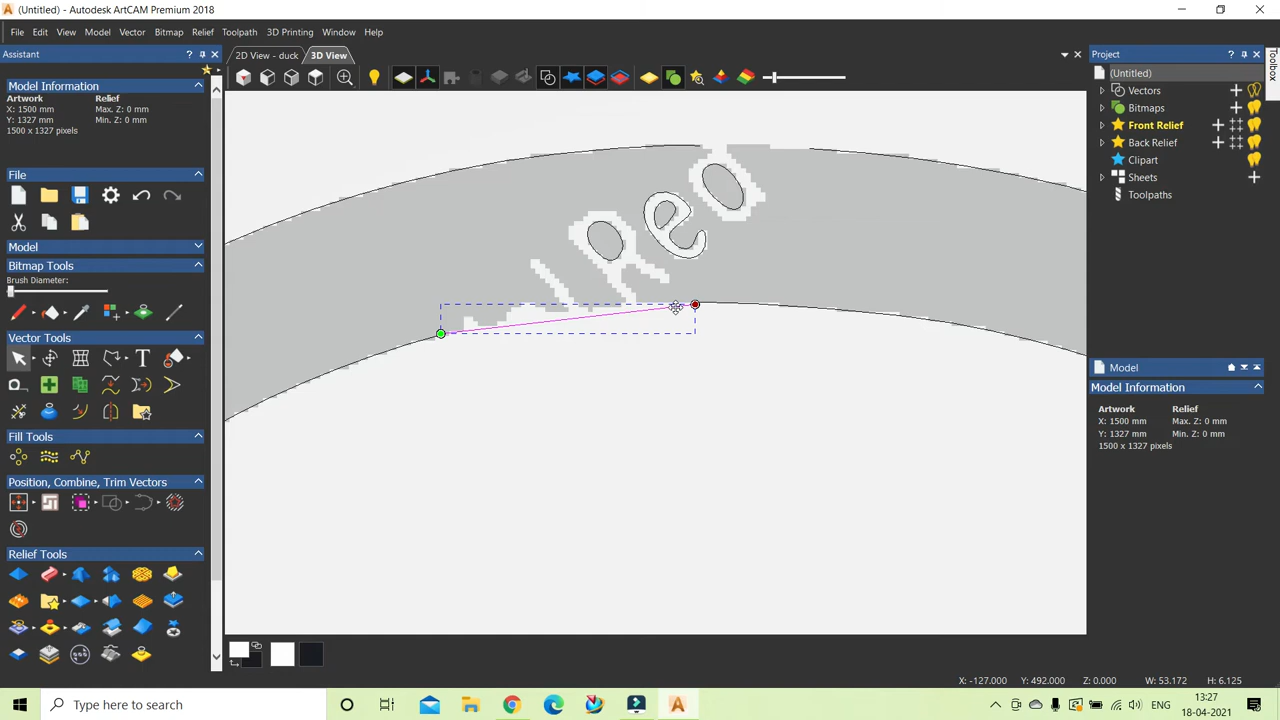 (Untitled) - Autodesk ArtCAM Premium 2018
File Edit View Model Vector Bitmap Relief Toolpath 3D Printing Window Help
Assistant
2D View - duck 3D View
Project
Toolbox
Model Information
Artwork Relief
X: 1500 mm Max. Z: 0 mm
Y: 1327 mm Min. Z: 0 mm
1500 x 1327 pixels
File
Model
Bitmap Tools
Brush Diameter:
Vector Tools
Fill Tools
Position, Combine, Trim Vectors
Relief Tools
(Untitled)
Vectors
Bitmaps
Front Relief
Back Relief
Clipart
Sheets
Toolpaths
Model
Model Information
Artwork Relief
X: 1500 mm Max. Z: 0 mm
Y: 1327 mm Min. Z: 0 mm
1500 x 1327 pixels
X: -127.000 Y: 492.000 Z: 0.000 W: 53.172 H: 6.125
Type here to search
ENG
13:27
18-04-2021